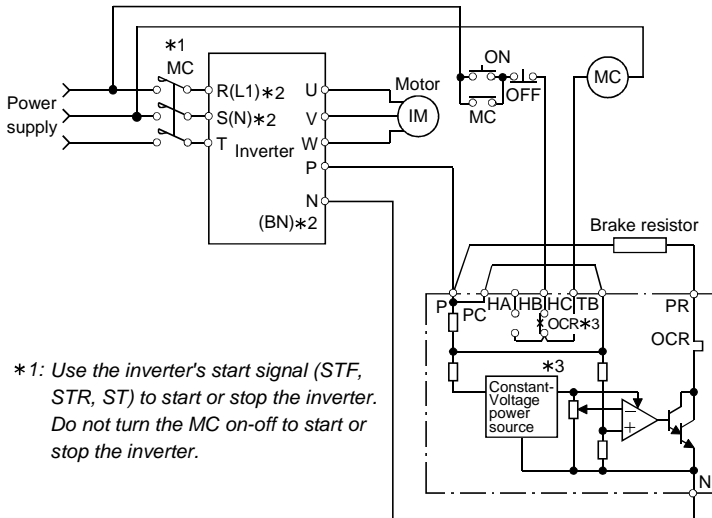 *1
MC
Power
supply
R(L1)*2
S(N)*2
T
Inverter
U
V
W
P
N
(BN)*2
Motor
IM
ON
OFF
MC
MC
Brake resistor
P
PC
HA
HB
HC
TB
PR
OCR*3
OCR
*3
Constant-
Voltage
power
source
−
+
N
*1: Use the inverter's start signal (STF,
STR, ST) to start or stop the inverter.
Do not turn the MC on-off to start or
stop the inverter.